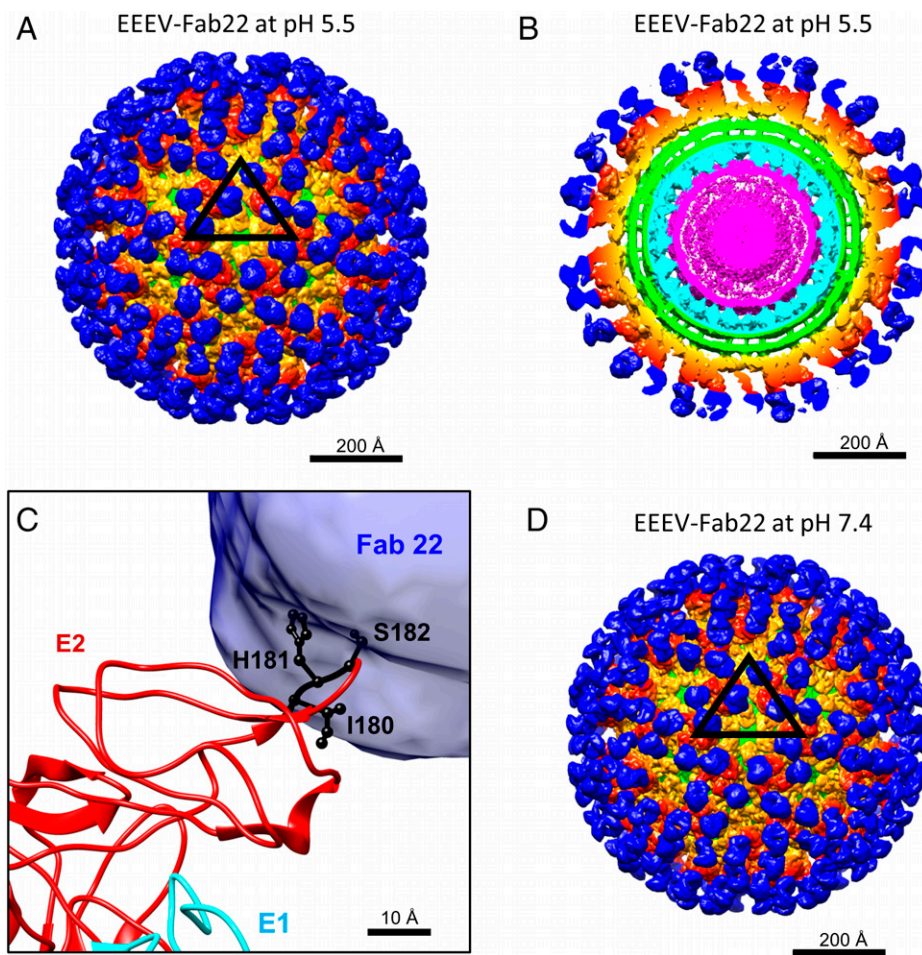 A
EEEV-Fab22 at pH 5.5
200 Å
B
EEEV-Fab22 at pH 5.5
200 Å
C
Fab 22
E2
S182
H181
I180
E1
10 Å
D
EEEV-Fab22 at pH 7.4
200 Å